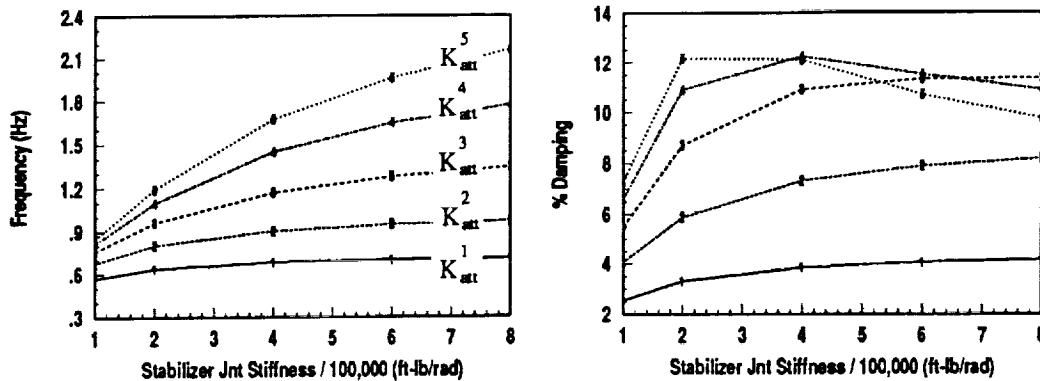 2.4
2.1
1.8
1.5
1.2
.9
.6
.3
Frequency (Hz)
K_att^5
K_att^4
K_att^3
K_att^2
K_att^1
1 2 3 4 5 6 7 8
Stabilizer Jnt Stiffness / 100,000 (ft-lb/rad)
14
12
10
8
6
4
2
% Damping
1 2 3 4 5 6 7 8
Stabilizer Jnt Stiffness / 100,000 (ft-lb/rad)